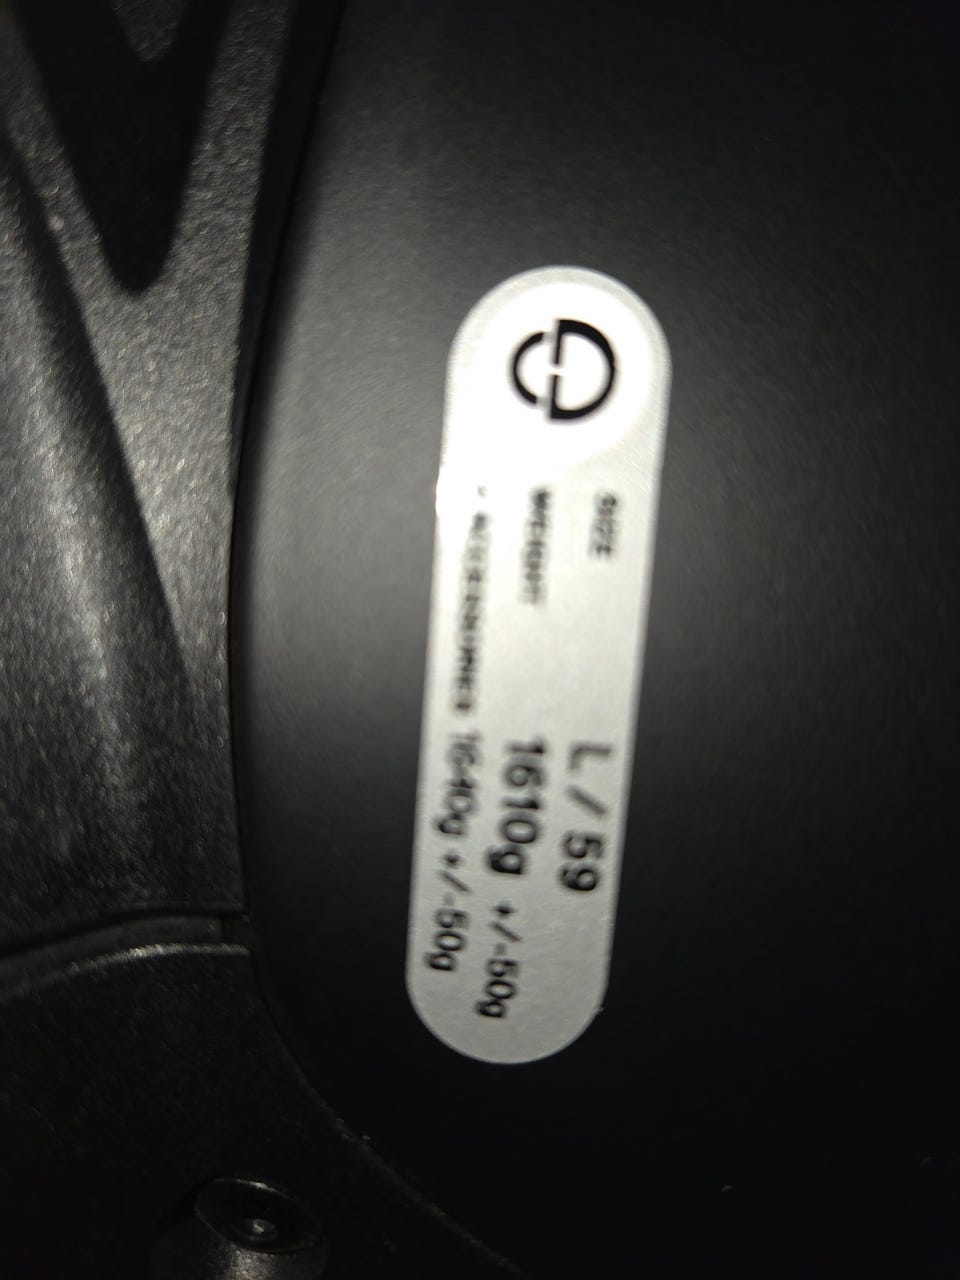 SIZE L / 59
WEIGHT 1610g +/-50g
+ ACCESSORIES 1640g +/-50g